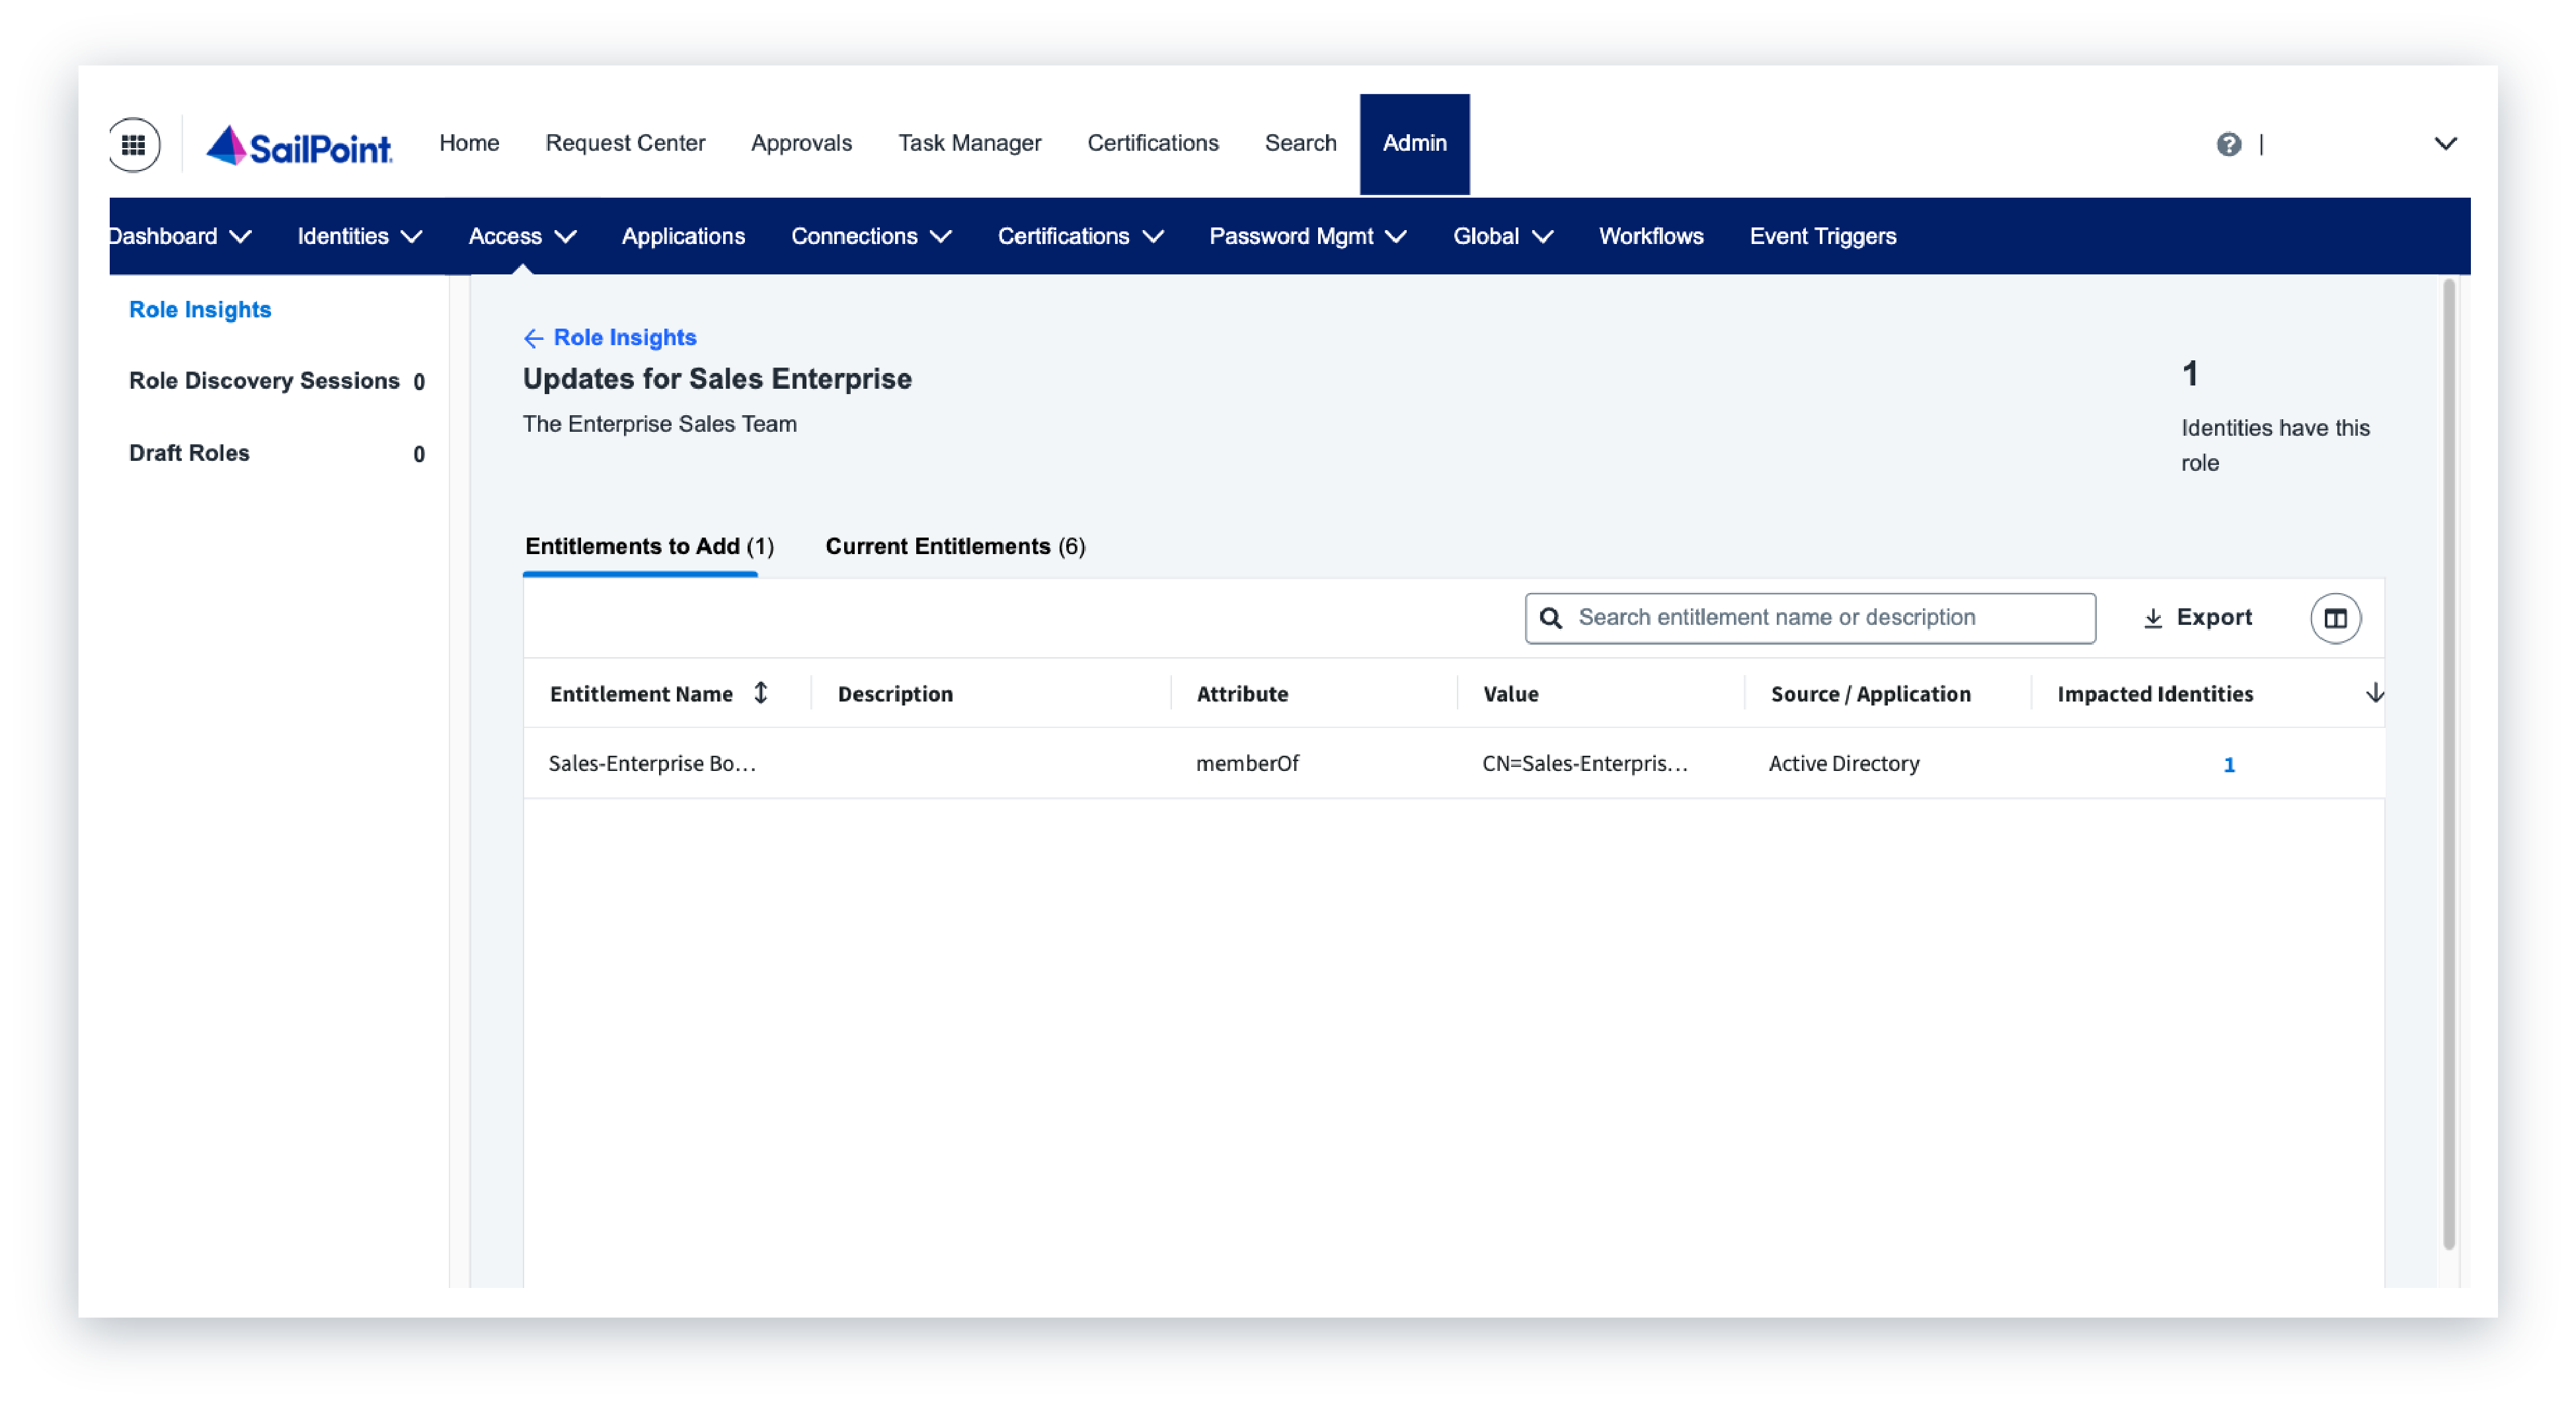 SailPoint. Home Request Center Approvals Task Manager Certifications Search Admin ? |
Dashboard Identities Access Applications Connections Certifications Password Mgmt Global Workflows Event Triggers
Role Insights
Role Discovery Sessions 0
Draft Roles 0
← Role Insights
Updates for Sales Enterprise
The Enterprise Sales Team
1
Identities have this
role
Entitlements to Add (1) Current Entitlements (6)
Search entitlement name or description Export
Entitlement Name Description Attribute Value Source / Application Impacted Identities
Sales-Enterprise Bo... memberOf CN=Sales-Enterpris... Active Directory 1